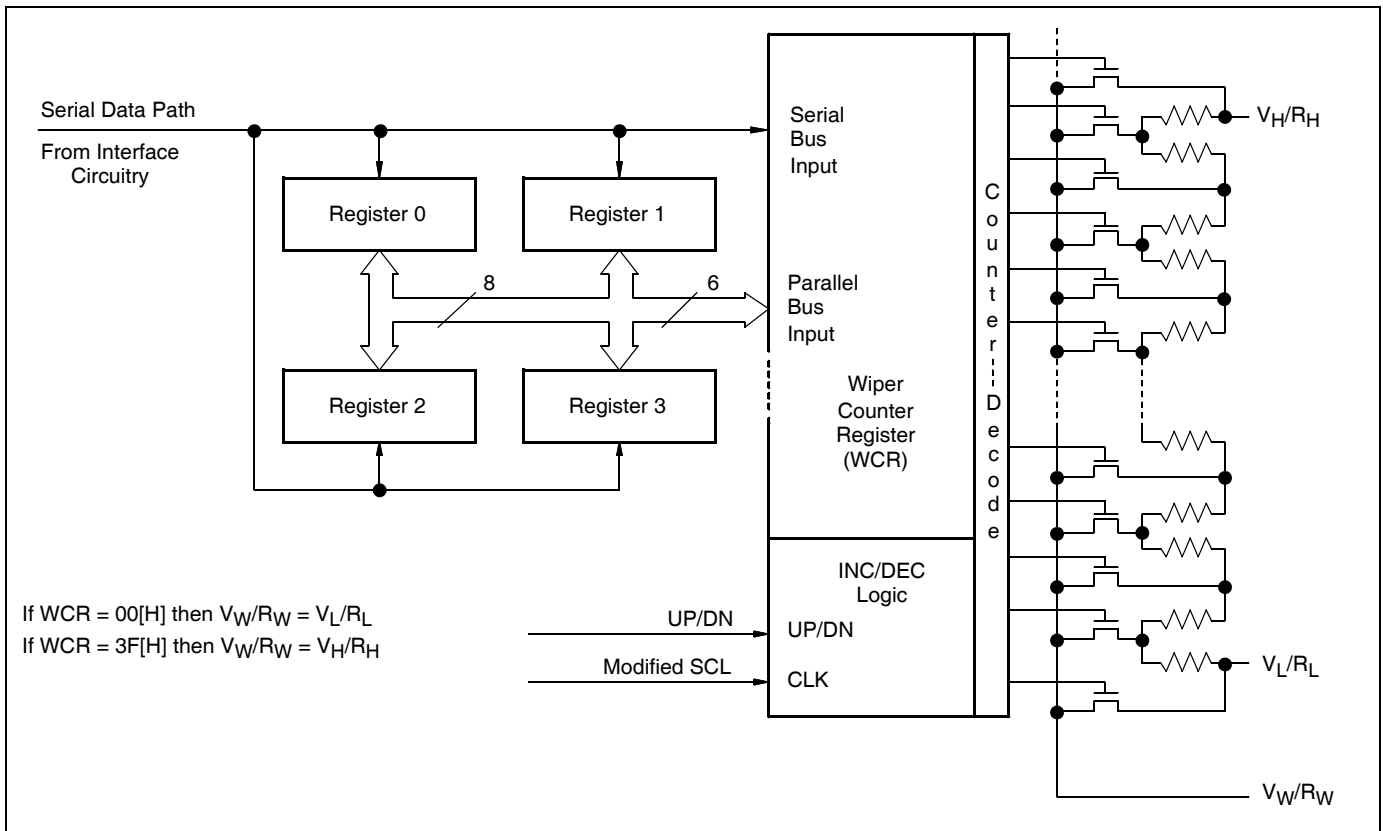 Serial Data Path
From Interface
Circuitry
Register 0
Register 1
8
6
Register 2
Register 3
Serial
Bus
Input
Parallel
Bus
Input
Wiper
Counter
Register
(WCR)
INC/DEC
Logic
UP/DN
UP/DN
Modified SCL
CLK
If WCR = 00[H] then VW/RW = VL/RL
If WCR = 3F[H] then VW/RW = VH/RH
Counter
Decode
VH/RH
VL/RL
VW/RW